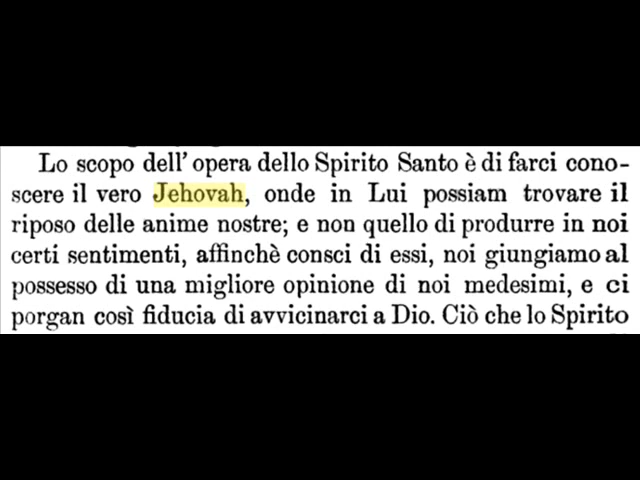 Lo scopo dell' opera dello Spirito Santo è di farci cono-
scere il vero Jehovah, onde in Lui possiam trovare il
riposo delle anime nostre; e non quello di produrre in noi
certi sentimenti, affinchè consci di essi, noi giungiamo al
possesso di una migliore opinione di noi medesimi, e ci
porgan così fiducia di avvicinarci a Dio. Ciò che lo Spirito